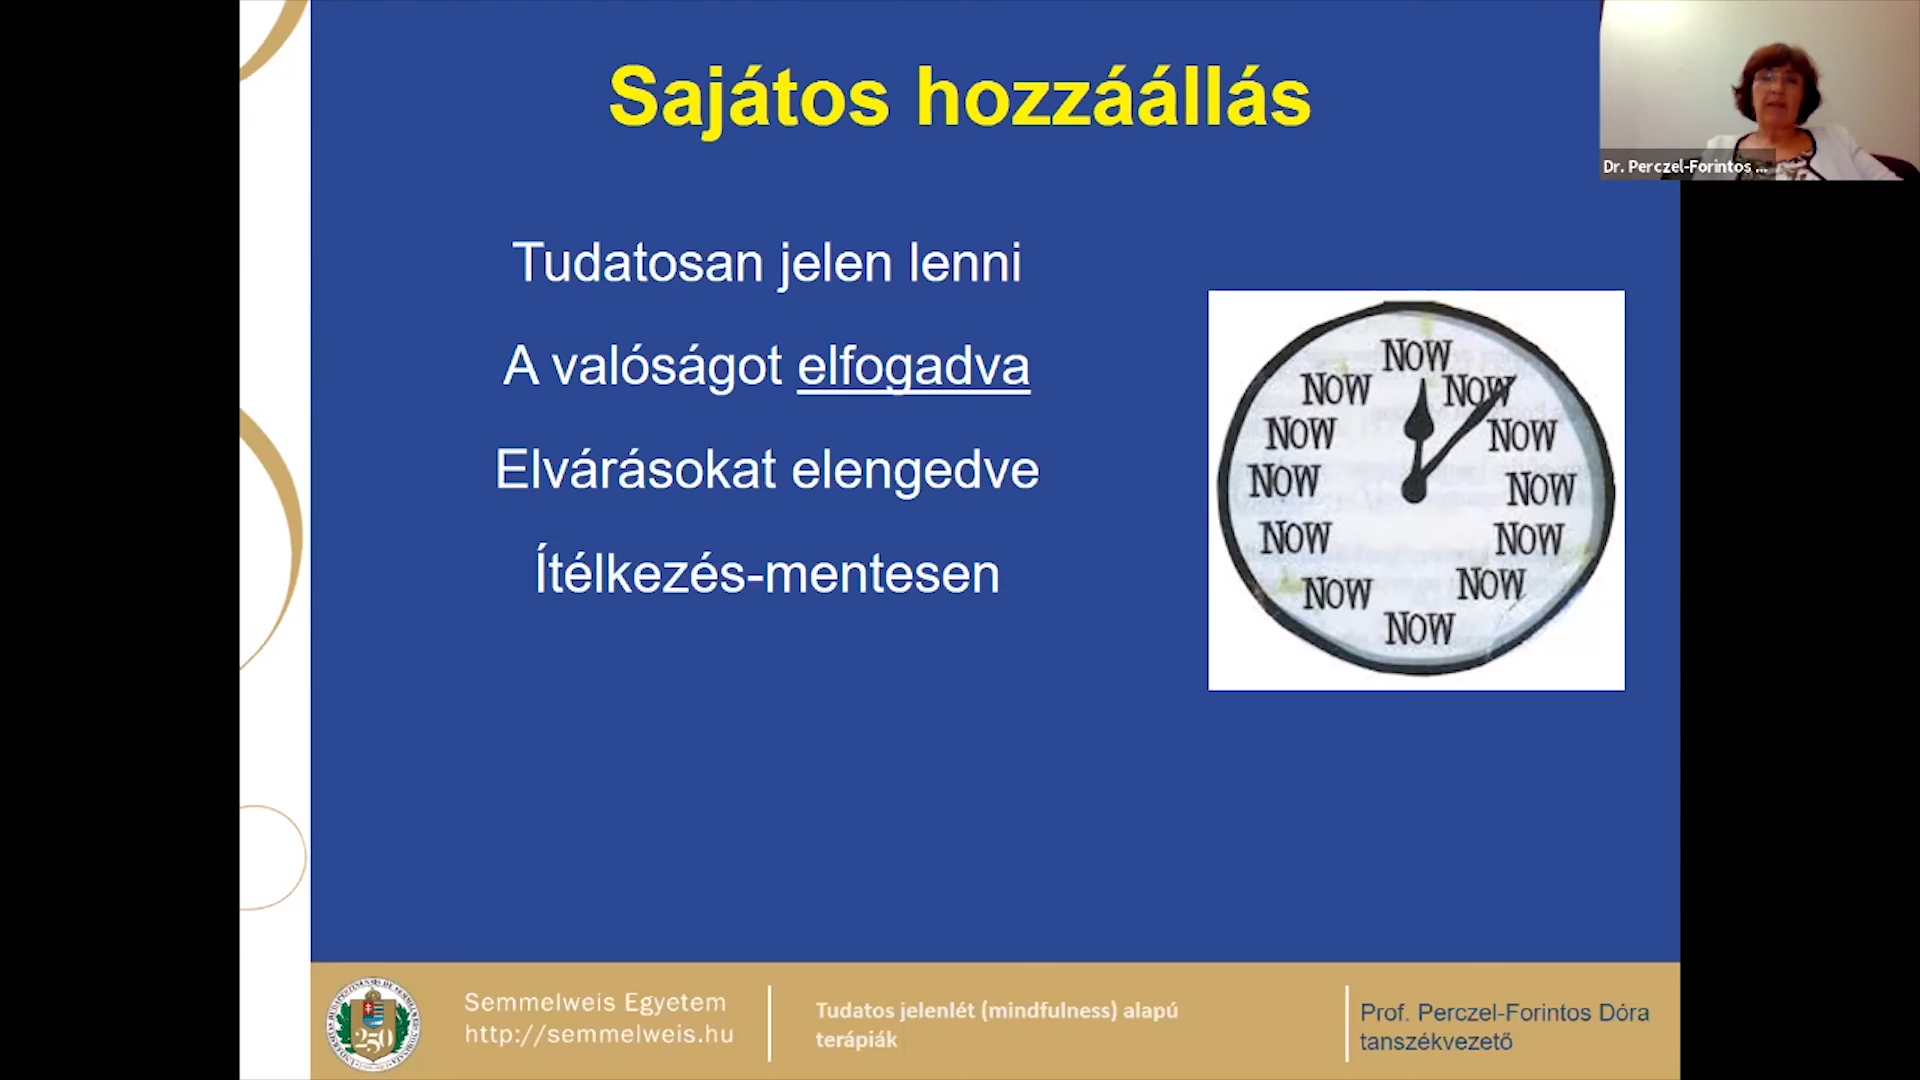 Sajátos hozzáállás
Dr. Perczel-Forintos ...
Tudatosan jelen lenni
A valóságot elfogadva
Elvárásokat elengedve
Ítélkezés-mentesen
NOW
NOW
NOW
NOW
NOW
NOW
NOW
NOW
NOW
NOW
NOW
NOW
250
Semmelweis Egyetem
http://semmelweis.hu
Tudatos jelenlét (mindfulness) alapú
terápiák
Prof. Perczel-Forintos Dóra
tanszékvezető